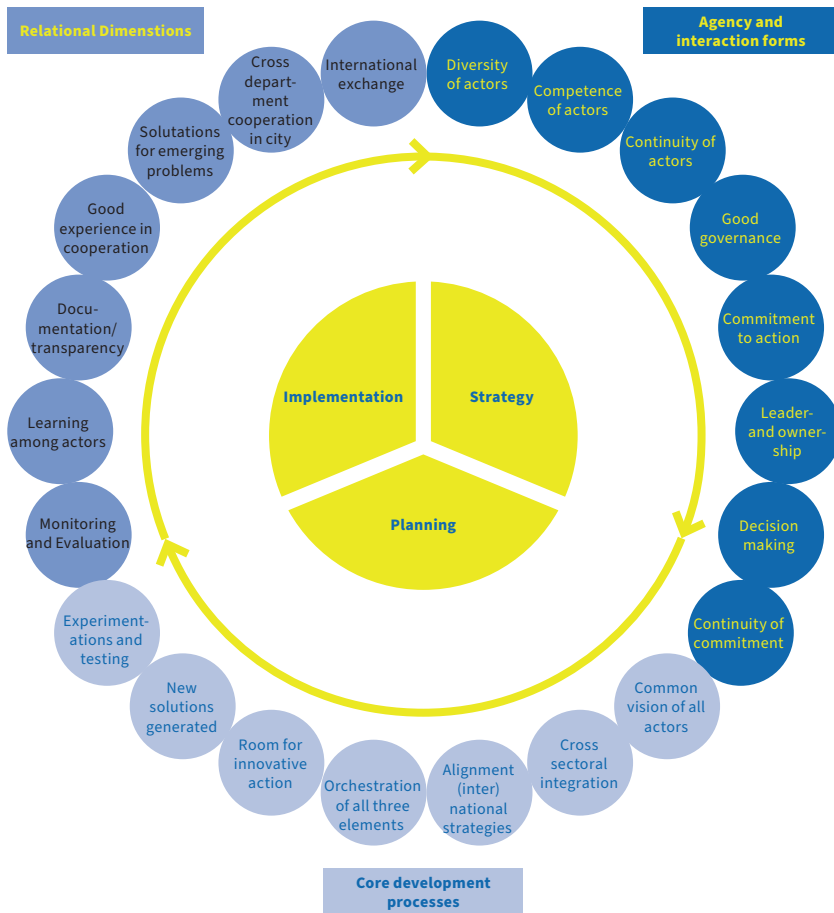 Relational Dimenstions
Agency and
interaction forms
International
exchange
Diversity
of actors
Competence
of actors
Continuity of
actors
Good
governance
Commitment
to action
Leader-
and owner-
ship
Decision
making
Continuity of
commitment
Common
vision of all
actors
Cross
sectoral
integration
Alignment
(inter)
national
strategies
Orchestration
of all three
elements
Room for
innovative
action
New
solutions
generated
Experiment-
ations and
testing
Monitoring
and Evaluation
Learning
among actors
Docu-
mentation/
transparency
Good
experience in
cooperation
Solutations
for emerging
problems
Cross
depart-
ment
cooperation
in city
Implementation
Strategy
Planning
Core development
processes